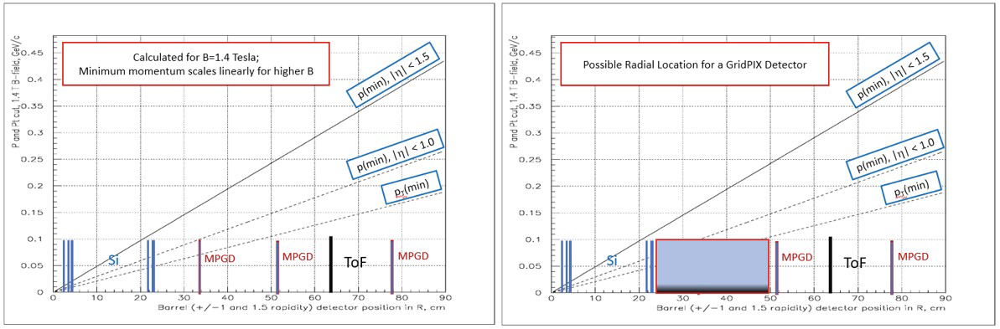 Calculated for B=1.4 Tesla;
Minimum momentum scales linearly for higher B
P and Pt cut, 1.4 T B-field, GeV/c
0.45
0.4
0.35
0.3
0.25
0.2
0.15
0.1
0.05
0
p(min), |η| < 1.5
p(min), |η| < 1.0
pT(min)
Si
MPGD
MPGD
ToF
MPGD
0 10 20 30 40 50 60 70 80 90
Barrel (+/-1 and 1.5 rapidity) detector position in R, cm
Possible Radial Location for a GridPIX Detector
P and Pt cut, 1.4 T B-field, GeV/c
0.45
0.4
0.35
0.3
0.25
0.2
0.15
0.1
0.05
0
p(min), |η| < 1.5
p(min), |η| < 1.0
pT(min)
Si
MPGD
ToF
MPGD
0 10 20 30 40 50 60 70 80 90
Barrel (+/-1 and 1.5 rapidity) detector position in R, cm